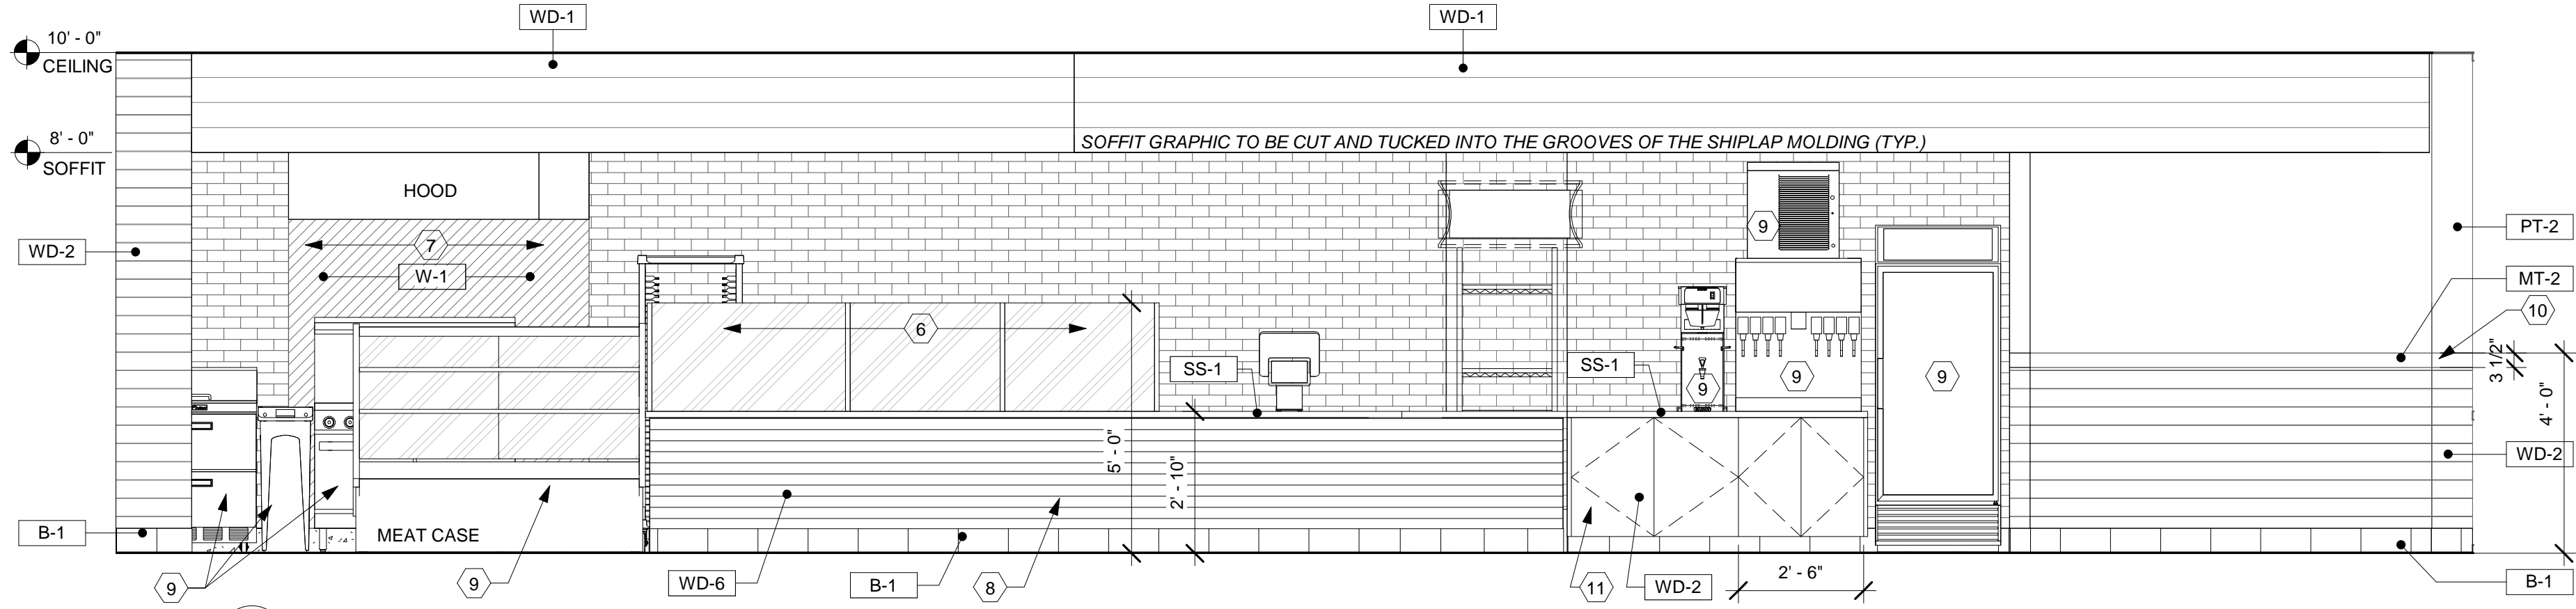 WD-1
WD-1
10' - 0"
CEILING
8' - 0"
SOFFIT
SOFFIT GRAPHIC TO BE CUT AND TUCKED INTO THE GROOVES OF THE SHIPLAP MOLDING (TYP.)
HOOD
9
PT-2
7
WD-2
W-1
MT-2
10
6
3 1/2"
SS-1
SS-1
9
9
9
4' - 0"
5' - 0"
2' - 10"
WD-2
B-1
MEAT CASE
9
9
WD-6
B-1
8
11
WD-2
2' - 6"
B-1